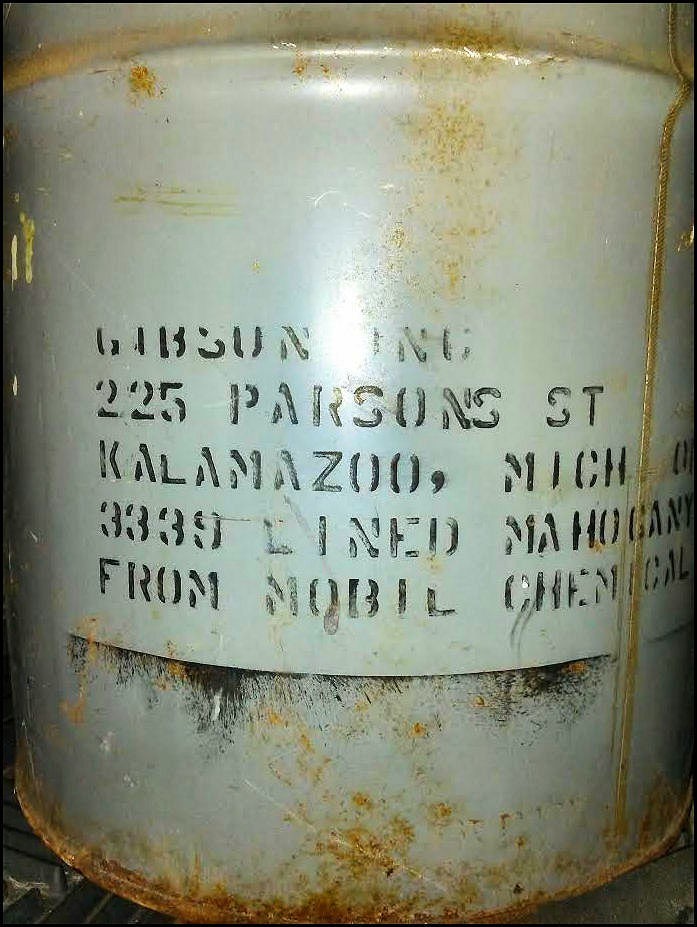 GIBSON INC
225 PARSONS ST
KALAMAZOO, MICH
3339 LINED MAHOGANY
FROM MOBIL CHEMICAL